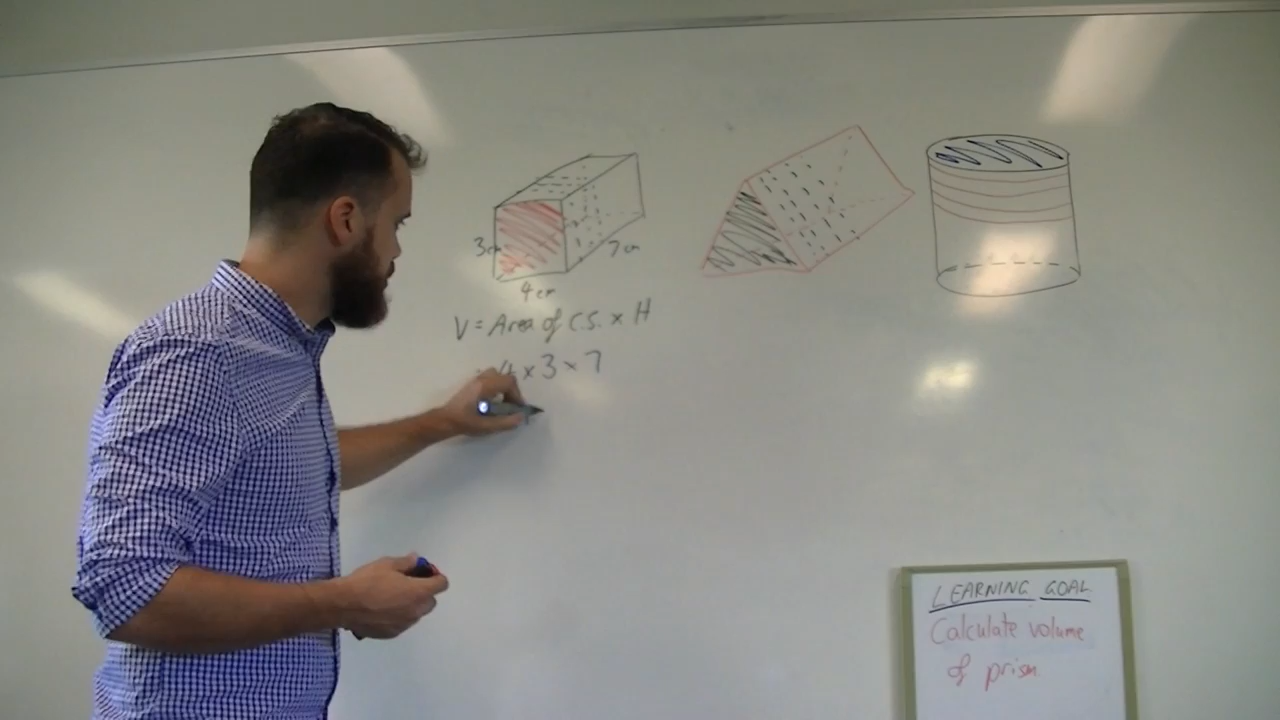 3cm
7cm
4cm
V = Area of C.S. x H
= 4 x 3 x 7
LEARNING GOAL
Calculate volume
of prism